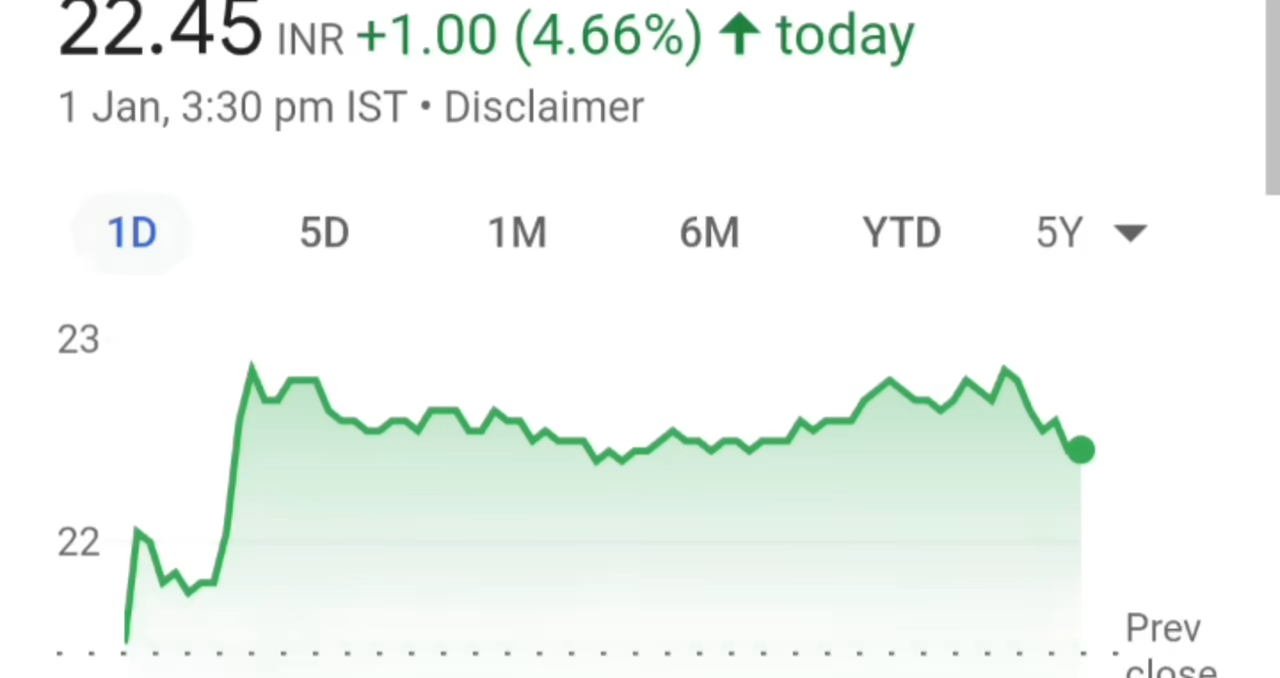 22.45 INR +1.00 (4.66%) ↑ today
1 Jan, 3:30 pm IST • Disclaimer
1D 5D 1M 6M YTD 5Y
23
22
Prev
close